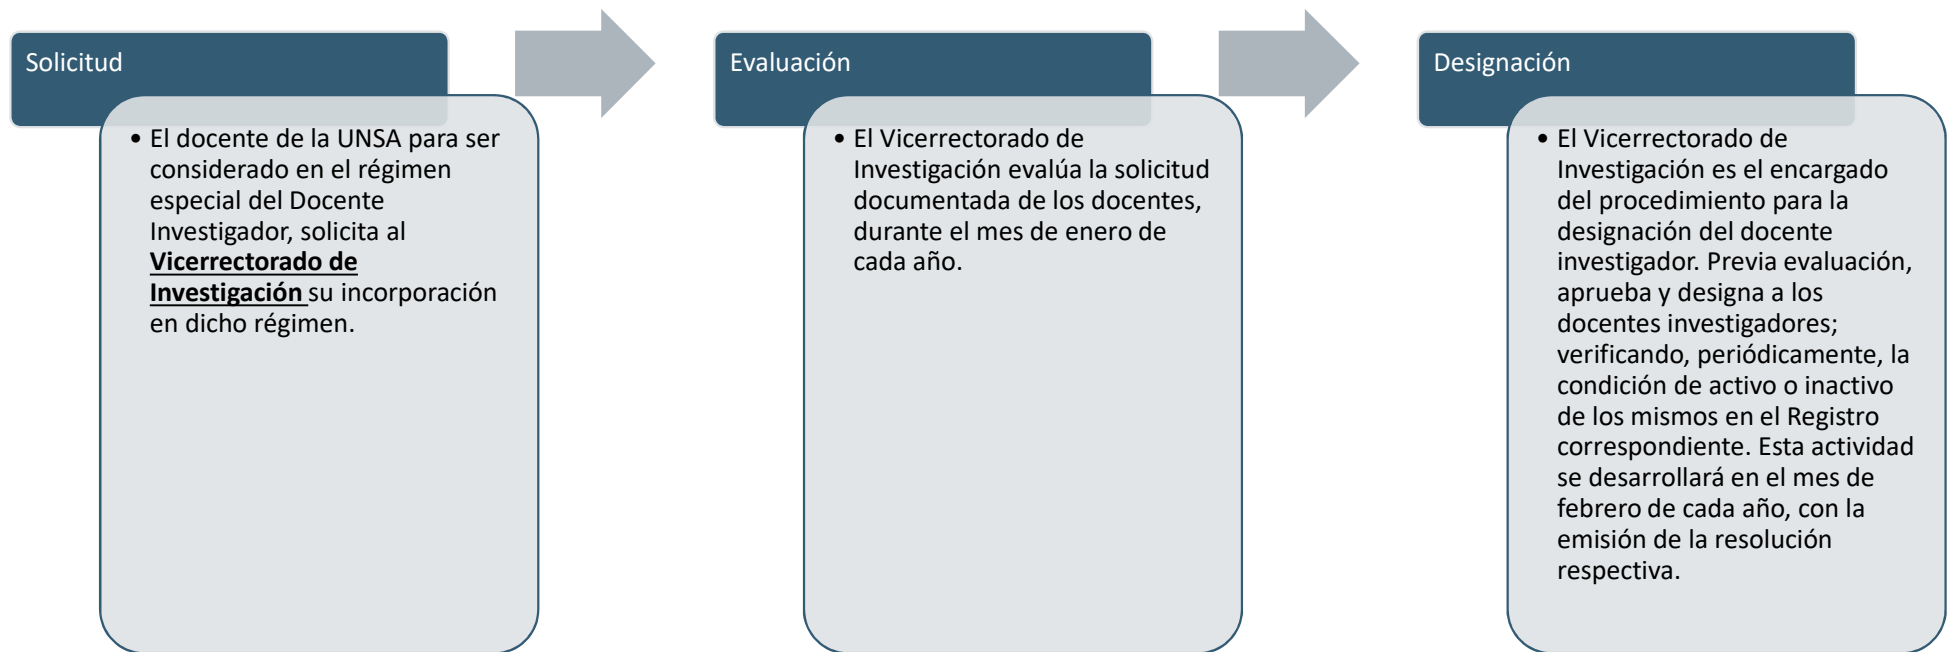 Solicitud
• El docente de la UNSA para ser
considerado en el régimen
especial del Docente
Investigador, solicita al
Vicerrectorado de
Investigación su incorporación
en dicho régimen.
Evaluación
• El Vicerrectorado de
Investigación evalúa la solicitud
documentada de los docentes,
durante el mes de enero de
cada año.
Designación
• El Vicerrectorado de
Investigación es el encargado
del procedimiento para la
designación del docente
investigador. Previa evaluación,
aprueba y designa a los
docentes investigadores;
verificando, periódicamente, la
condición de activo o inactivo
de los mismos en el Registro
correspondiente. Esta actividad
se desarrollará en el mes de
febrero de cada año, con la
emisión de la resolución
respectiva.